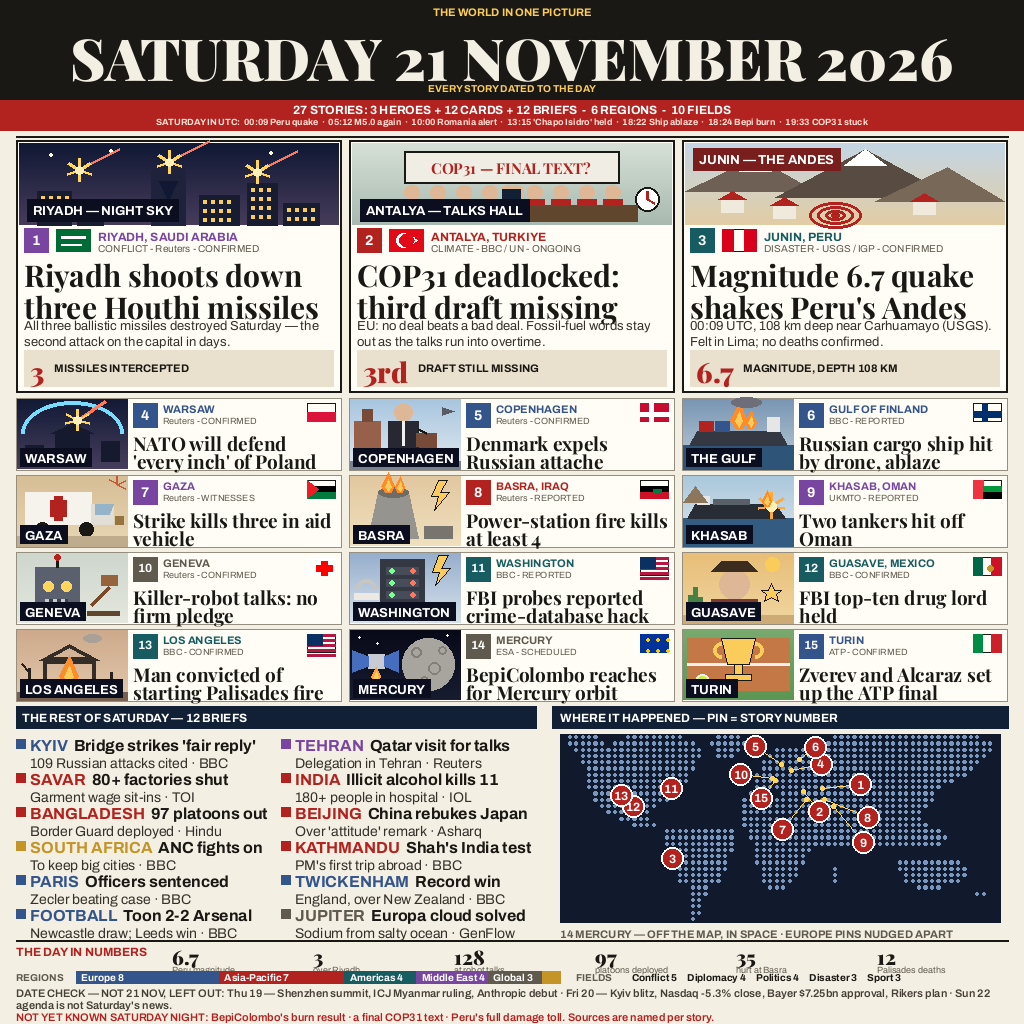 THE WORLD IN ONE PICTURE
SATURDAY 21 NOVEMBER 2026
EVERY STORY DATED TO THE DAY
27 STORIES: 3 HEROES + 12 CARDS + 12 BRIEFS - 6 REGIONS - 10 FIELDS
SATURDAY IN UTC: 00:09 Peru quake · 05:12 M5.0 again · 10:00 Romania alert · 13:15 'Chapo Isidro' held · 18:22 Ship ablaze · 18:24 Bepi burn · 19:33 COP31 stuck
RIYADH — NIGHT SKY
1
RIYADH, SAUDI ARABIA
CONFLICT - Reuters - CONFIRMED
Riyadh shoots down
three Houthi missiles
All three ballistic missiles destroyed Saturday — the
second attack on the capital in days.
3 MISSILES INTERCEPTED
COP31 — FINAL TEXT?
ANTALYA — TALKS HALL
2
ANTALYA, TURKIYE
CLIMATE - BBC / UN - ONGOING
COP31 deadlocked:
third draft missing
EU: no deal beats a bad deal. Fossil-fuel words stay
out as the talks run into overtime.
3rd DRAFT STILL MISSING
JUNIN — THE ANDES
3
JUNIN, PERU
DISASTER - USGS / IGP - CONFIRMED
Magnitude 6.7 quake
shakes Peru's Andes
00:09 UTC, 108 km deep near Carhuamayo (USGS).
Felt in Lima; no deaths confirmed.
6.7 MAGNITUDE, DEPTH 108 KM
WARSAW
4
WARSAW
Reuters - CONFIRMED
NATO will defend
'every inch' of Poland
COPENHAGEN
5
COPENHAGEN
Reuters - CONFIRMED
Denmark expels
Russian attache
THE GULF
6
GULF OF FINLAND
BBC - REPORTED
Russian cargo ship hit
by drone, ablaze
GAZA
7
GAZA
Reuters - WITNESSES
Strike kills three in aid
vehicle
BASRA
8
BASRA, IRAQ
Reuters - REPORTED
Power-station fire kills
at least 4
KHASAB
9
KHASAB, OMAN
UKMTO - REPORTED
Two tankers hit off
Oman
GENEVA
10
GENEVA
Reuters - CONFIRMED
Killer-robot talks: no
firm pledge
WASHINGTON
11
WASHINGTON
BBC - REPORTED
FBI probes reported
crime-database hack
GUASAVE
12
GUASAVE, MEXICO
BBC - CONFIRMED
FBI top-ten drug lord
held
LOS ANGELES
13
LOS ANGELES
BBC - CONFIRMED
Man convicted of
starting Palisades fire
MERCURY
14
MERCURY
ESA - SCHEDULED
BepiColombo reaches
for Mercury orbit
TURIN
15
TURIN
ATP - CONFIRMED
Zverev and Alcaraz set
up the ATP final
THE REST OF SATURDAY — 12 BRIEFS
KYIV Bridge strikes 'fair reply'
109 Russian attacks cited · BBC
SAVAR 80+ factories shut
Garment wage sit-ins · TOI
BANGLADESH 97 platoons out
Border Guard deployed · Hindu
SOUTH AFRICA ANC fights on
To keep big cities · BBC
PARIS Officers sentenced
Zecler beating case · BBC
FOOTBALL Toon 2-2 Arsenal
Newcastle draw; Leeds win · BBC
TEHRAN Qatar visit for talks
Delegation in Tehran · Reuters
INDIA Illicit alcohol kills 11
180+ people in hospital · IOL
BEIJING China rebukes Japan
Over 'attitude' remark · Asharq
KATHMANDU Shah's India test
PM's first trip abroad · BBC
TWICKENHAM Record win
England, over New Zealand · BBC
JUPITER Europa cloud solved
Sodium from salty ocean · GenFlow
WHERE IT HAPPENED — PIN = STORY NUMBER
5
6
4
10
1
11
13
12
15
2
8
7
9
3
14 MERCURY — OFF THE MAP, IN SPACE · EUROPE PINS NUDGED APART
THE DAY IN NUMBERS
6.7
Peru magnitude
3
over Riyadh
128
at robot talks
97
platoons deployed
35
hurt at Basra
12
Palisades deaths
REGIONS
Europe 8
Asia-Pacific 7
Americas 4
Middle East 4
Global 3
FIELDS
Conflict 5
Diplomacy 4
Politics 4
Disaster 3
Sport 3
DATE CHECK — NOT 21 NOV, LEFT OUT: Thu 19 — Shenzhen summit, ICJ Myanmar ruling, Anthropic debut · Fri 20 — Kyiv blitz, Nasdaq -5.3% close, Bayer $7.25bn approval, Rikers plan · Sun 22
agenda is not Saturday's news.
NOT YET KNOWN SATURDAY NIGHT: BepiColombo's burn result · a final COP31 text · Peru's full damage toll. Sources are named per story.